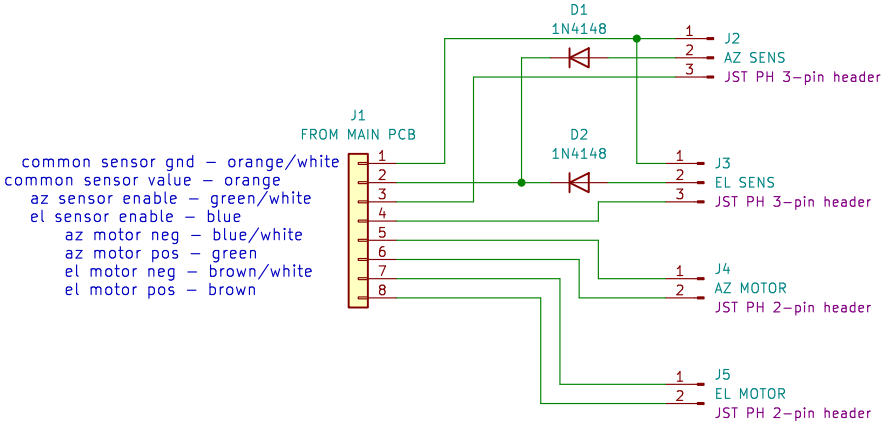 D1
1N4148
1
2
3
J2
AZ SENS
JST PH 3-pin header
J1
FROM MAIN PCB
common sensor gnd - orange/white
common sensor value - orange
az sensor enable - green/white
el sensor enable - blue
az motor neg - blue/white
az motor pos - green
el motor neg - brown/white
el motor pos - brown
1
2
3
4
5
6
7
8
D2
1N4148
1
2
3
J3
EL SENS
JST PH 3-pin header
1
2
J4
AZ MOTOR
JST PH 2-pin header
1
2
J5
EL MOTOR
JST PH 2-pin header